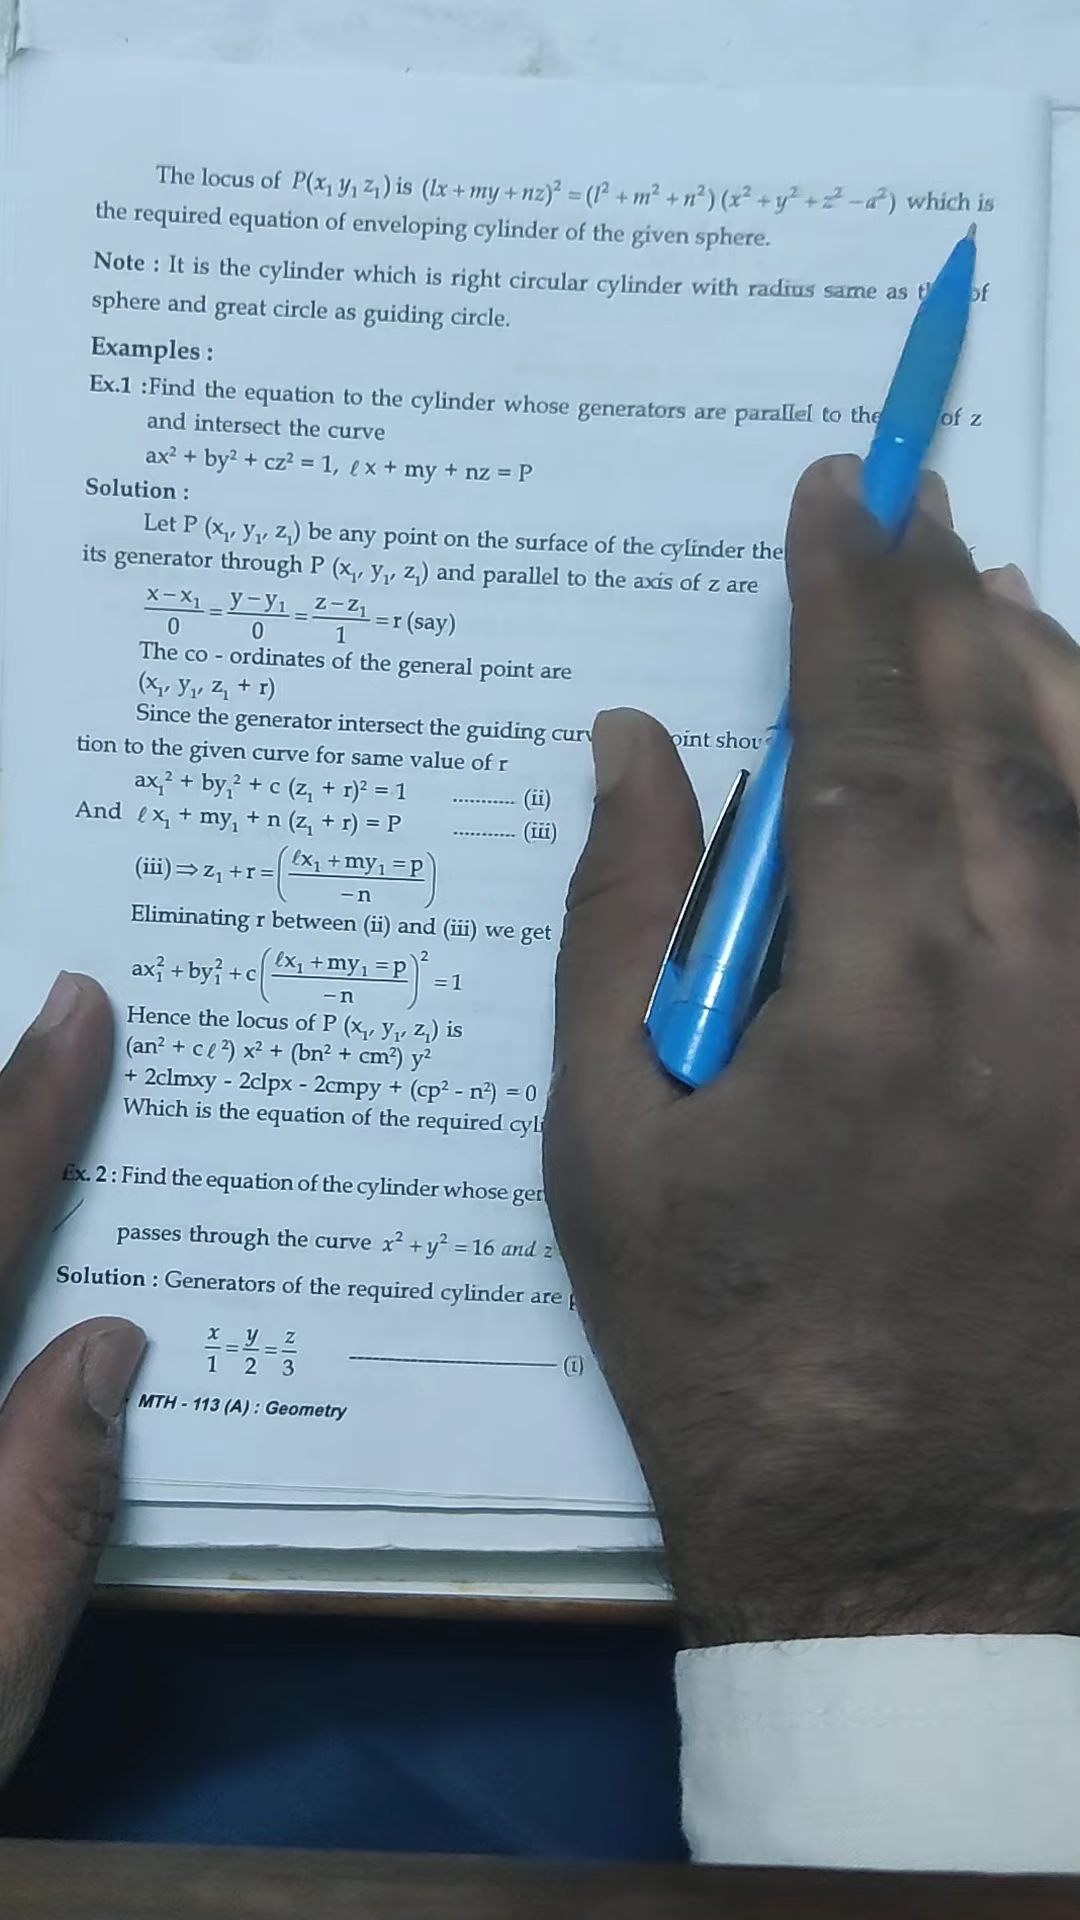 The locus of P(x₁ y₁ z₁) is (lx + my + nz)² = (l² + m² + n²) (x² + y² + z² − a²) which is
the required equation of enveloping cylinder of the given sphere.
Note : It is the cylinder which is right circular cylinder with radius same as of
sphere and great circle as guiding circle.
Examples :
Ex.1 :Find the equation to the cylinder whose generators are parallel to the of z
and intersect the curve
ax² + by² + cz² = 1, ℓ x + my + nz = P
Solution :
Let P (x₁, y₁, z₁) be any point on the surface of the cylinder
its generator through P (x₁, y₁, z₁) and parallel to the axis of z are
(x − x₁)/0 = (y − y₁)/0 = (z − z₁)/1 = r (say)
The co - ordinates of the general point are
(x₁, y₁, z₁ + r)
Since the generator intersect the guiding
tion to the given curve for same value of r
ax₁² + by₁² + c (z₁ + r)² = 1 ........... (ii)
And ℓ x₁ + my₁ + n (z₁ + r) = P ........... (iii)
(iii) ⇒ z₁ + r = ((ℓx₁ + my₁ = p)/−n)
Eliminating r between (ii) and (iii) we get
ax₁² + by₁² + c((ℓx₁ + my₁ = p)/−n)² = 1
Hence the locus of P (x₁, y₁, z₁) is
(an² + cℓ²) x² + (bn² + cm²) y²
+ 2clmxy - 2clpx - 2cmpy + (cp² - n²) = 0
Which is the equation of the required
Ex. 2 : Find the equation of the cylinder whose
passes through the curve x² + y² = 16 and z
Solution : Generators of the required cylinder are
x/1 = y/2 = z/3 ——————— (i)
MTH - 113 (A) : Geometry